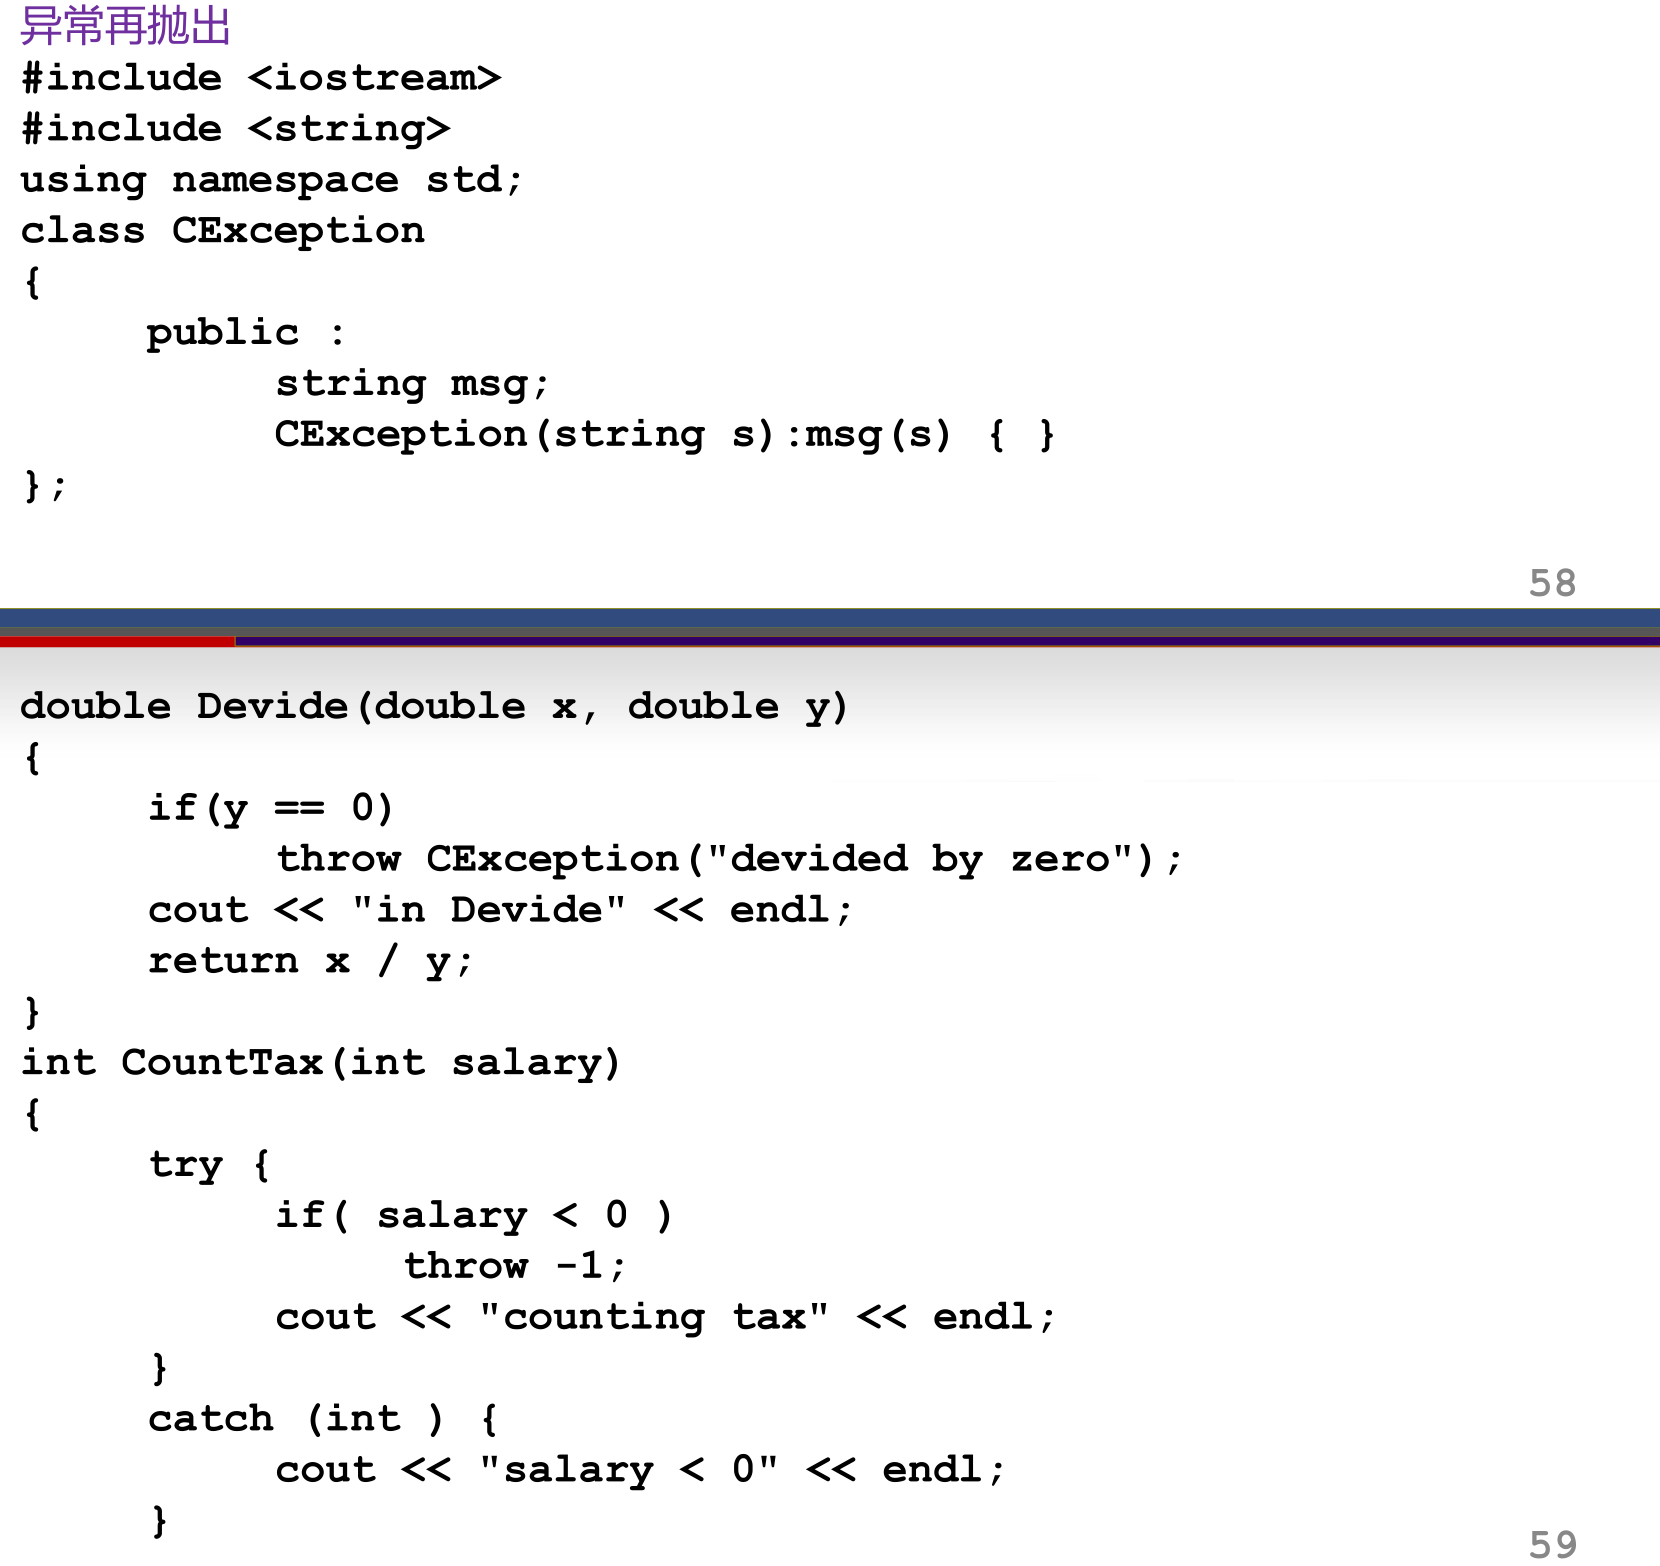 异常再抛出
#include <iostream>
#include <string>
using namespace std;
class CException
{
public :
string msg;
CException(string s):msg(s) { }
};
58
double Devide(double x, double y)
{
if(y == 0)
throw CException("devided by zero");
cout << "in Devide" << endl;
return x / y;
}
int CountTax(int salary)
{
try {
if( salary < 0 )
throw -1;
cout << "counting tax" << endl;
}
catch (int ) {
cout << "salary < 0" << endl;
}
59